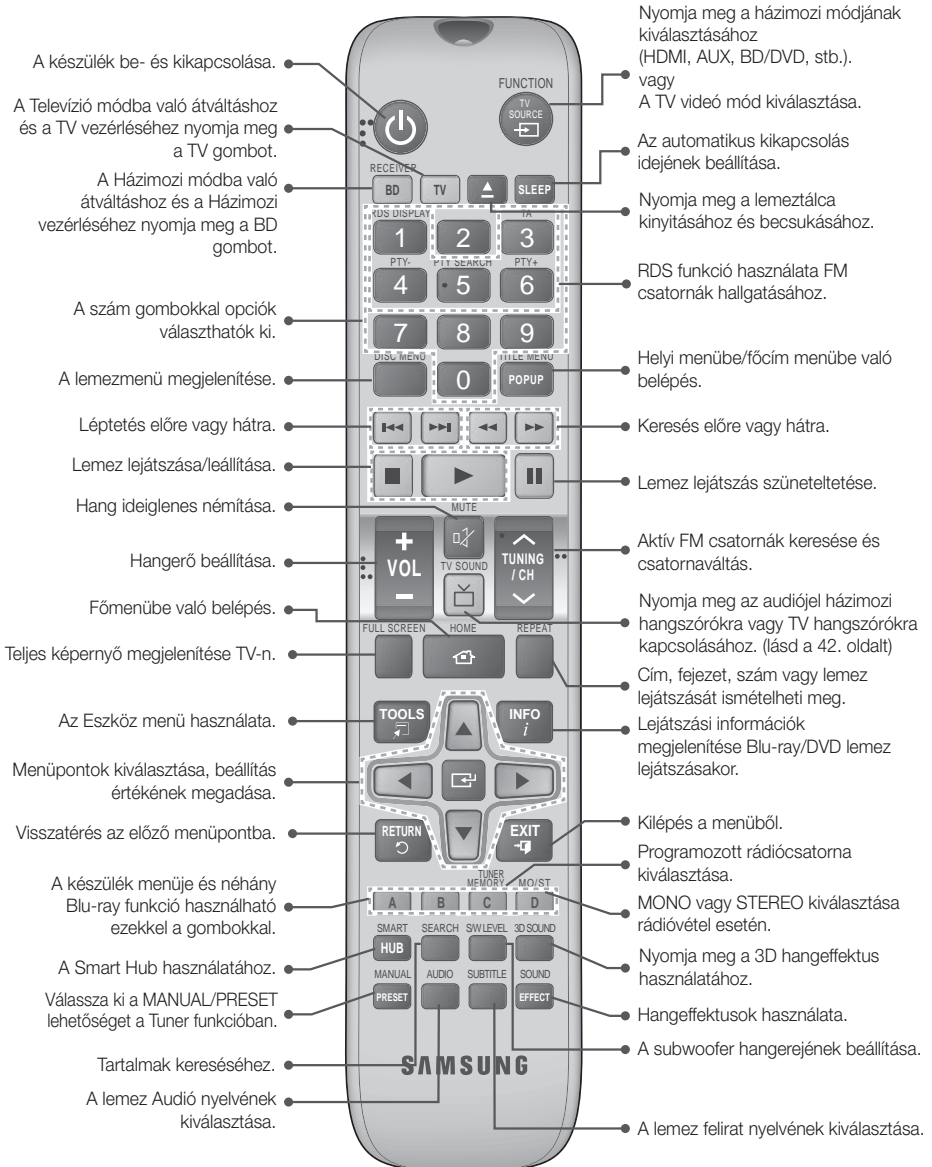 A készülék be- és kikapcsolása.
A Televízió módba való átváltáshoz
és a TV vezérléséhez nyomja meg
a TV gombot.
A Házimozi módba való
átváltáshoz és a Házimozi
vezérléséhez nyomja meg a BD
gombot.
A szám gombokkal opciók
választhatók ki.
A lemezmenü megjelenítése.
Léptetés előre vagy hátra.
Lemez lejátszása/leállítása.
Hang ideiglenes némítása.
Hangerő beállítása.
Főmenübe való belépés.
Teljes képernyő megjelenítése TV-n.
Az Eszköz menü használata.
Menüpontok kiválasztása, beállítás
értékének megadása.
Visszatérés az előző menüpontba.
A készülék menüje és néhány
Blu-ray funkció használható
ezekkel a gombokkal.
A Smart Hub használatához.
Válassza ki a MANUAL/PRESET
lehetőséget a Tuner funkcióban.
Tartalmak kereséséhez.
A lemez Audió nyelvének
kiválasztása.
FUNCTION
TV
SOURCE
RECEIVER
BD TV SLEEP
RDS DISPLAY TA
1 2 3
PTY- PTY SEARCH PTY+
4 5 6
7 8 9
DISC MENU TITLE MENU
0 POPUP
MUTE
+ VOL −
TV SOUND
TUNING
/ CH
FULL SCREEN HOME REPEAT
TOOLS INFO
i
RETURN EXIT
TUNER
MEMORY MO/ST
A B C D
SMART SEARCH S/W LEVEL 3D SOUND
HUB
MANUAL AUDIO SUBTITLE SOUND
PRESET EFFECT
SAMSUNG
Nyomja meg a házimozi módjának
kiválasztásához
(HDMI, AUX, BD/DVD, stb.).
vagy
A TV videó mód kiválasztása.
Az automatikus kikapcsolás
idejének beállítása.
Nyomja meg a lemeztálca
kinyitásához és becsukásához.
RDS funkció használata FM
csatornák hallgatásához.
Helyi menübe/főcím menübe való
belépés.
Keresés előre vagy hátra.
Lemez lejátszás szüneteltetése.
Aktív FM csatornák keresése és
csatornaváltás.
Nyomja meg az audiójel házimozi
hangszórókra vagy TV hangszórókra
kapcsolásához. (lásd a 42. oldalt)
Cím, fejezet, szám vagy lemez
lejátszását ismételheti meg.
Lejátszási információk
megjelenítése Blu-ray/DVD lemez
lejátszásakor.
Kilépés a menüből.
Programozott rádiócsatorna
kiválasztása.
MONO vagy STEREO kiválasztása
rádióvétel esetén.
Nyomja meg a 3D hangeffektus
használatához.
Hangeffektusok használata.
A subwoofer hangerejének beállítása.
A lemez felirat nyelvének kiválasztása.